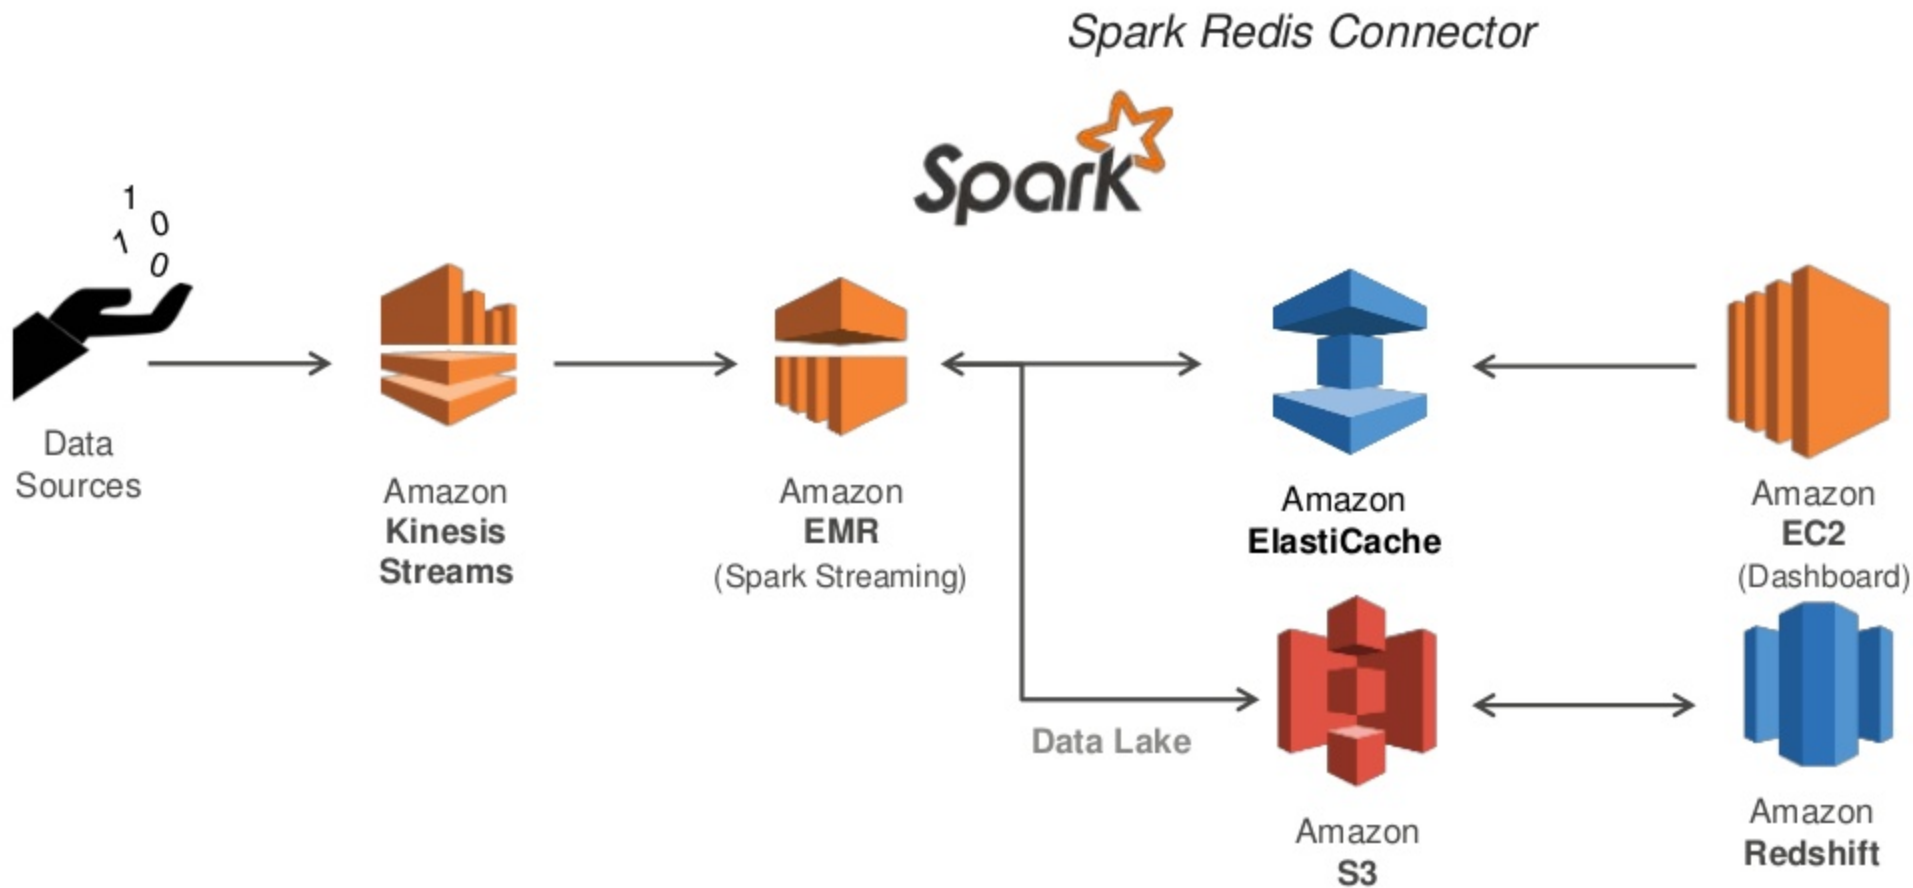 Spark Redis Connector
Spark
1
0
1
0
Data
Sources
Amazon
Kinesis
Streams
Amazon
EMR
(Spark Streaming)
Amazon
ElastiCache
Amazon
EC2
(Dashboard)
Data Lake
Amazon
S3
Amazon
Redshift